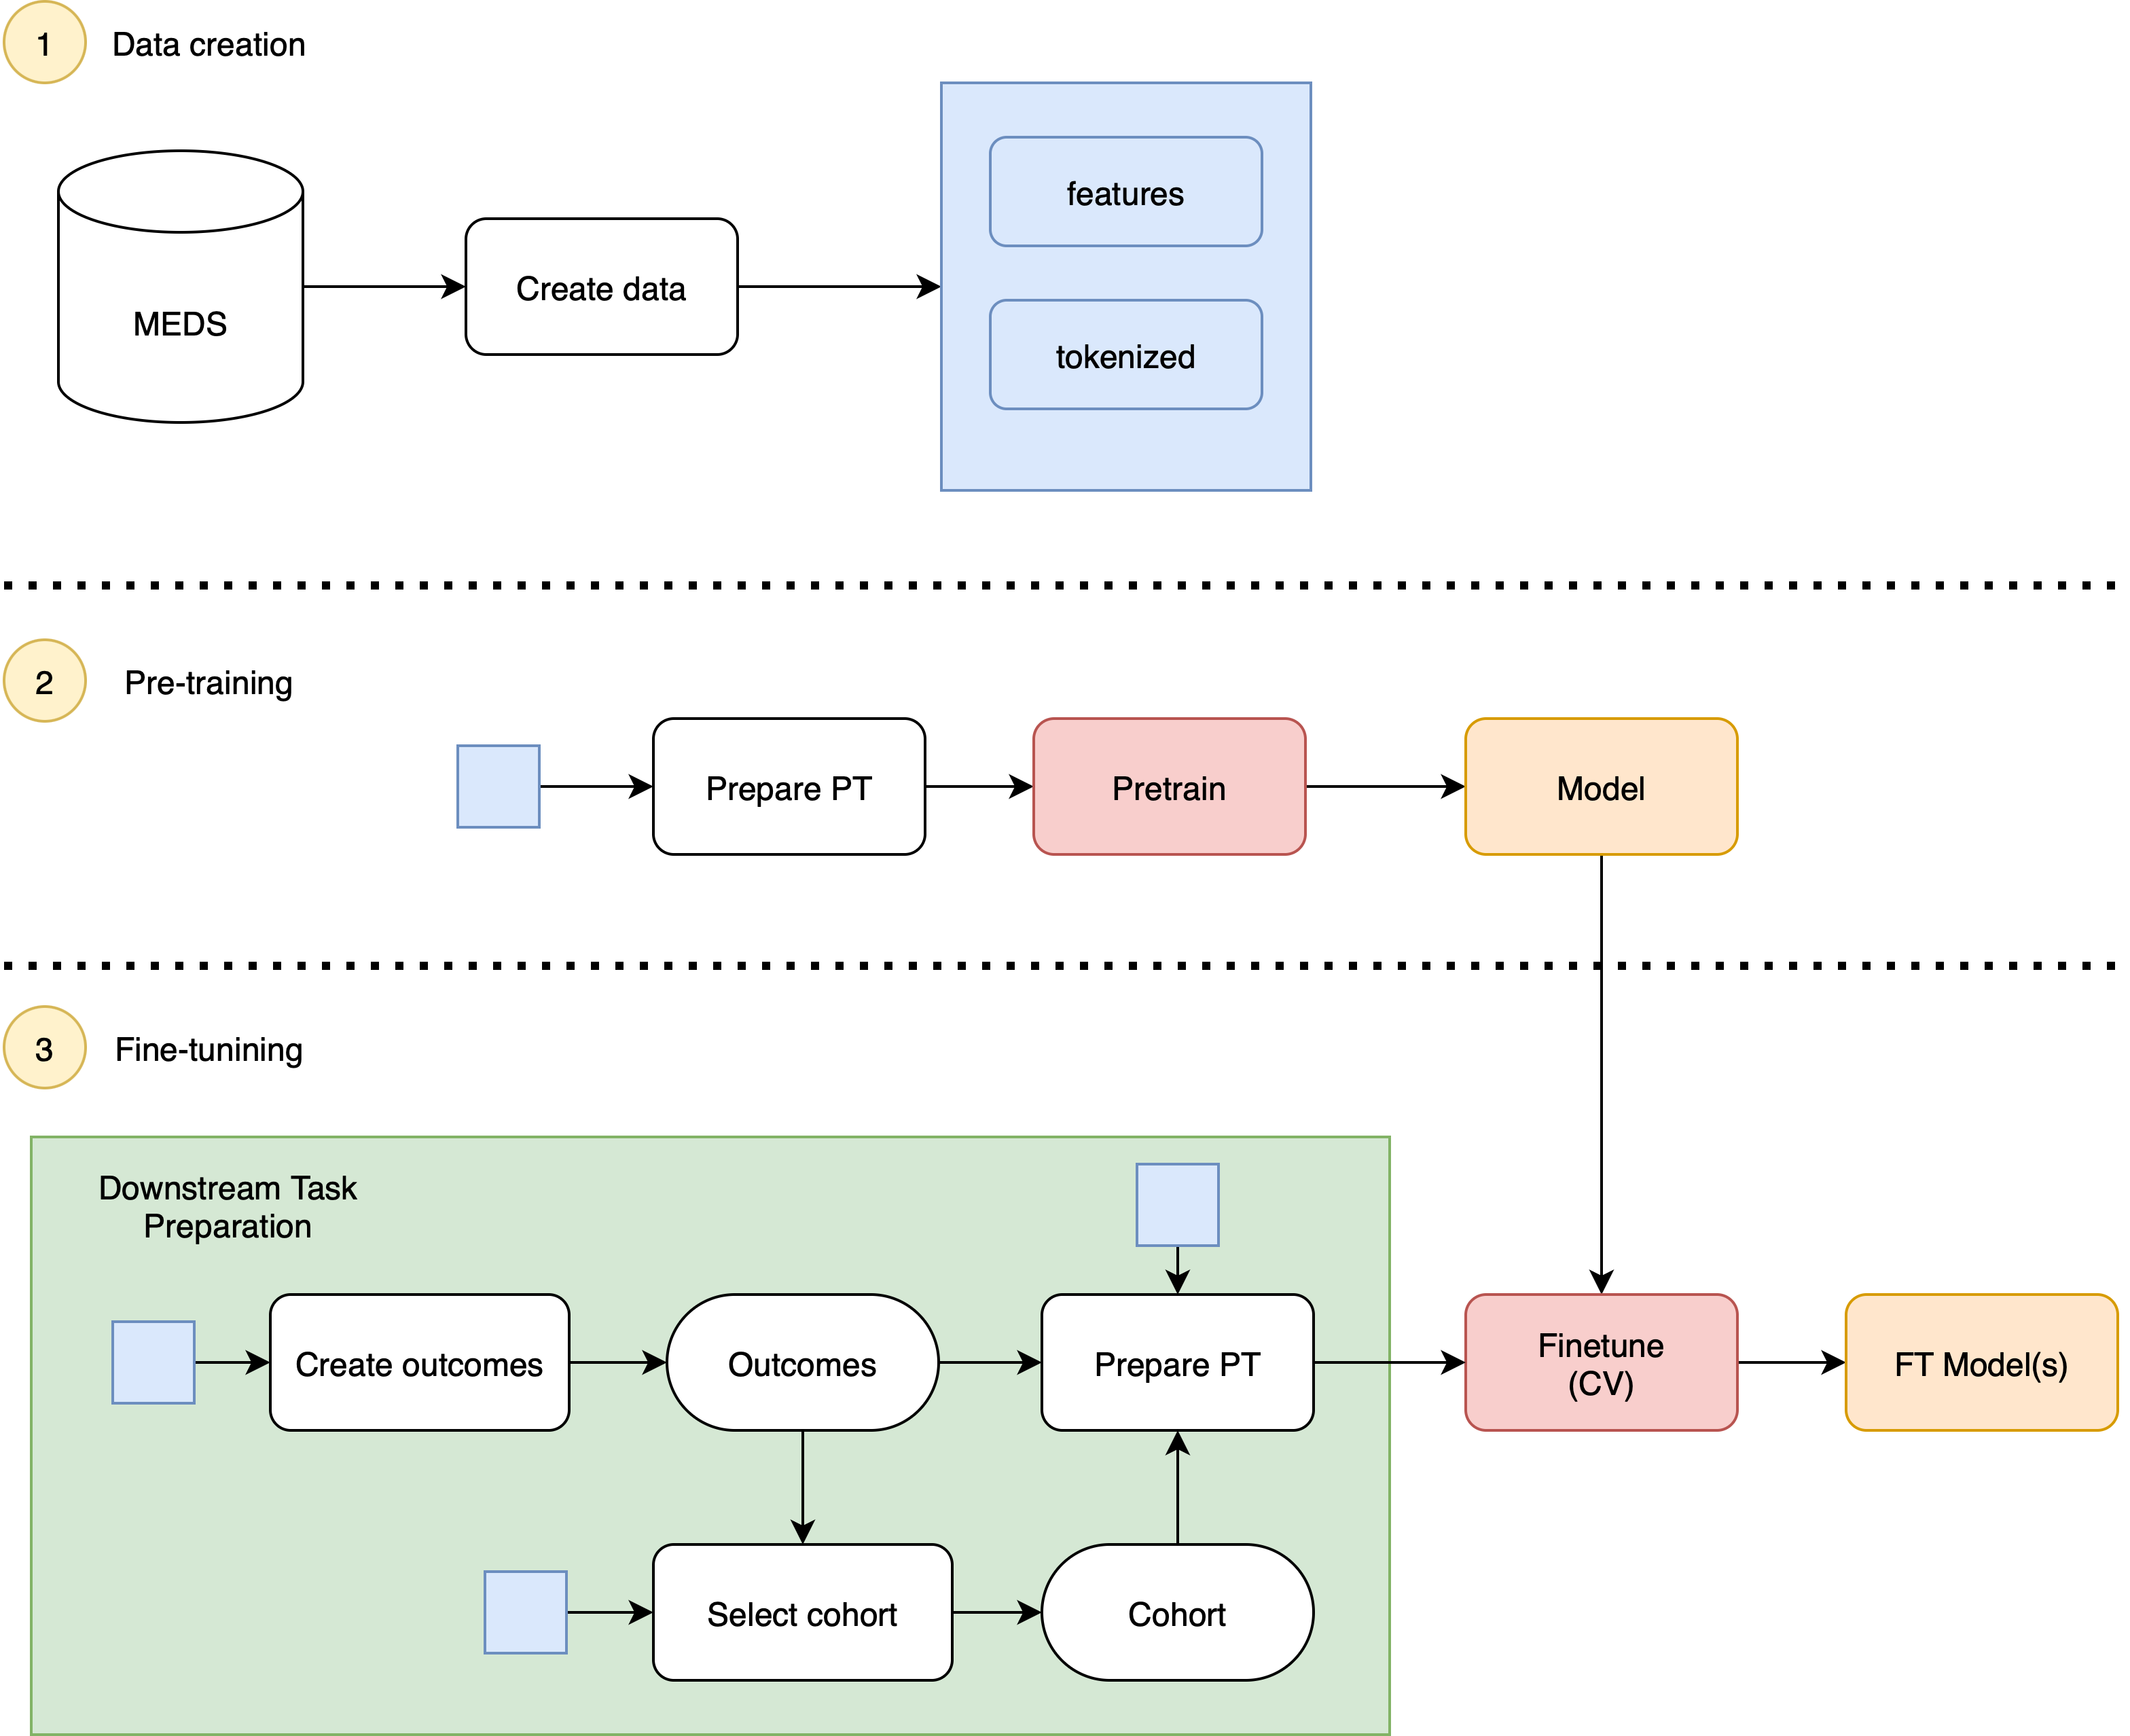 1
Data creation
MEDS
Create data
features
tokenized
2
Pre-training
Prepare PT
Pretrain
Model
3
Fine-tunining
Downstream Task
Preparation
Create outcomes
Outcomes
Prepare PT
Finetune
(CV)
FT Model(s)
Select cohort
Cohort